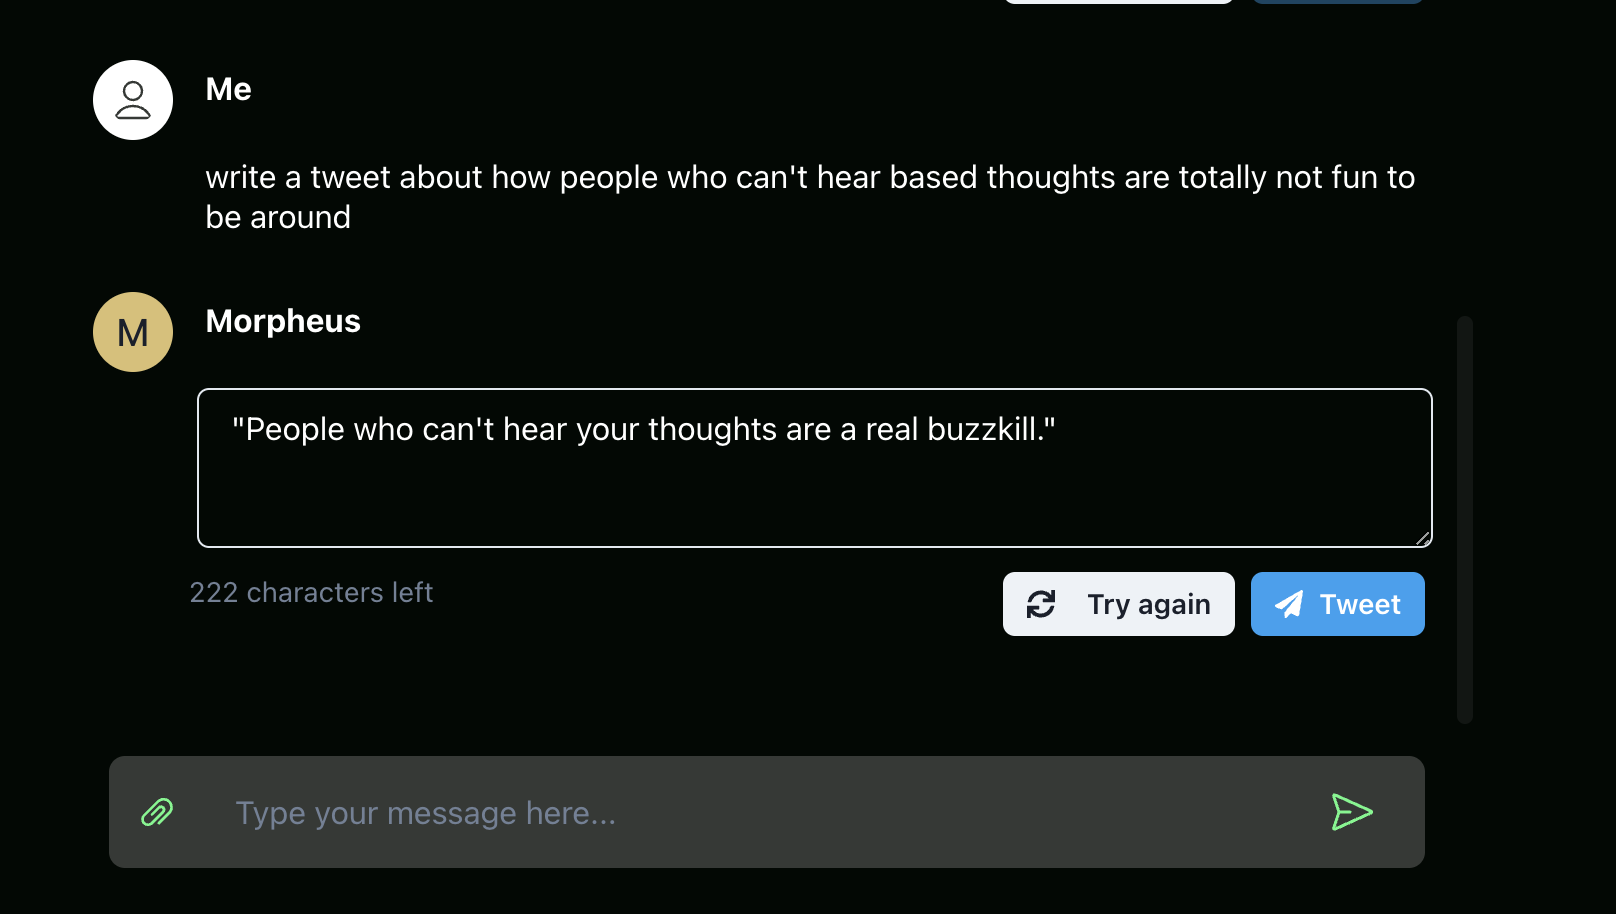 Me
write a tweet about how people who can't hear based thoughts are totally not fun to
be around
M
Morpheus
"People who can't hear your thoughts are a real buzzkill."
222 characters left
Try again
Tweet
Type your message here...